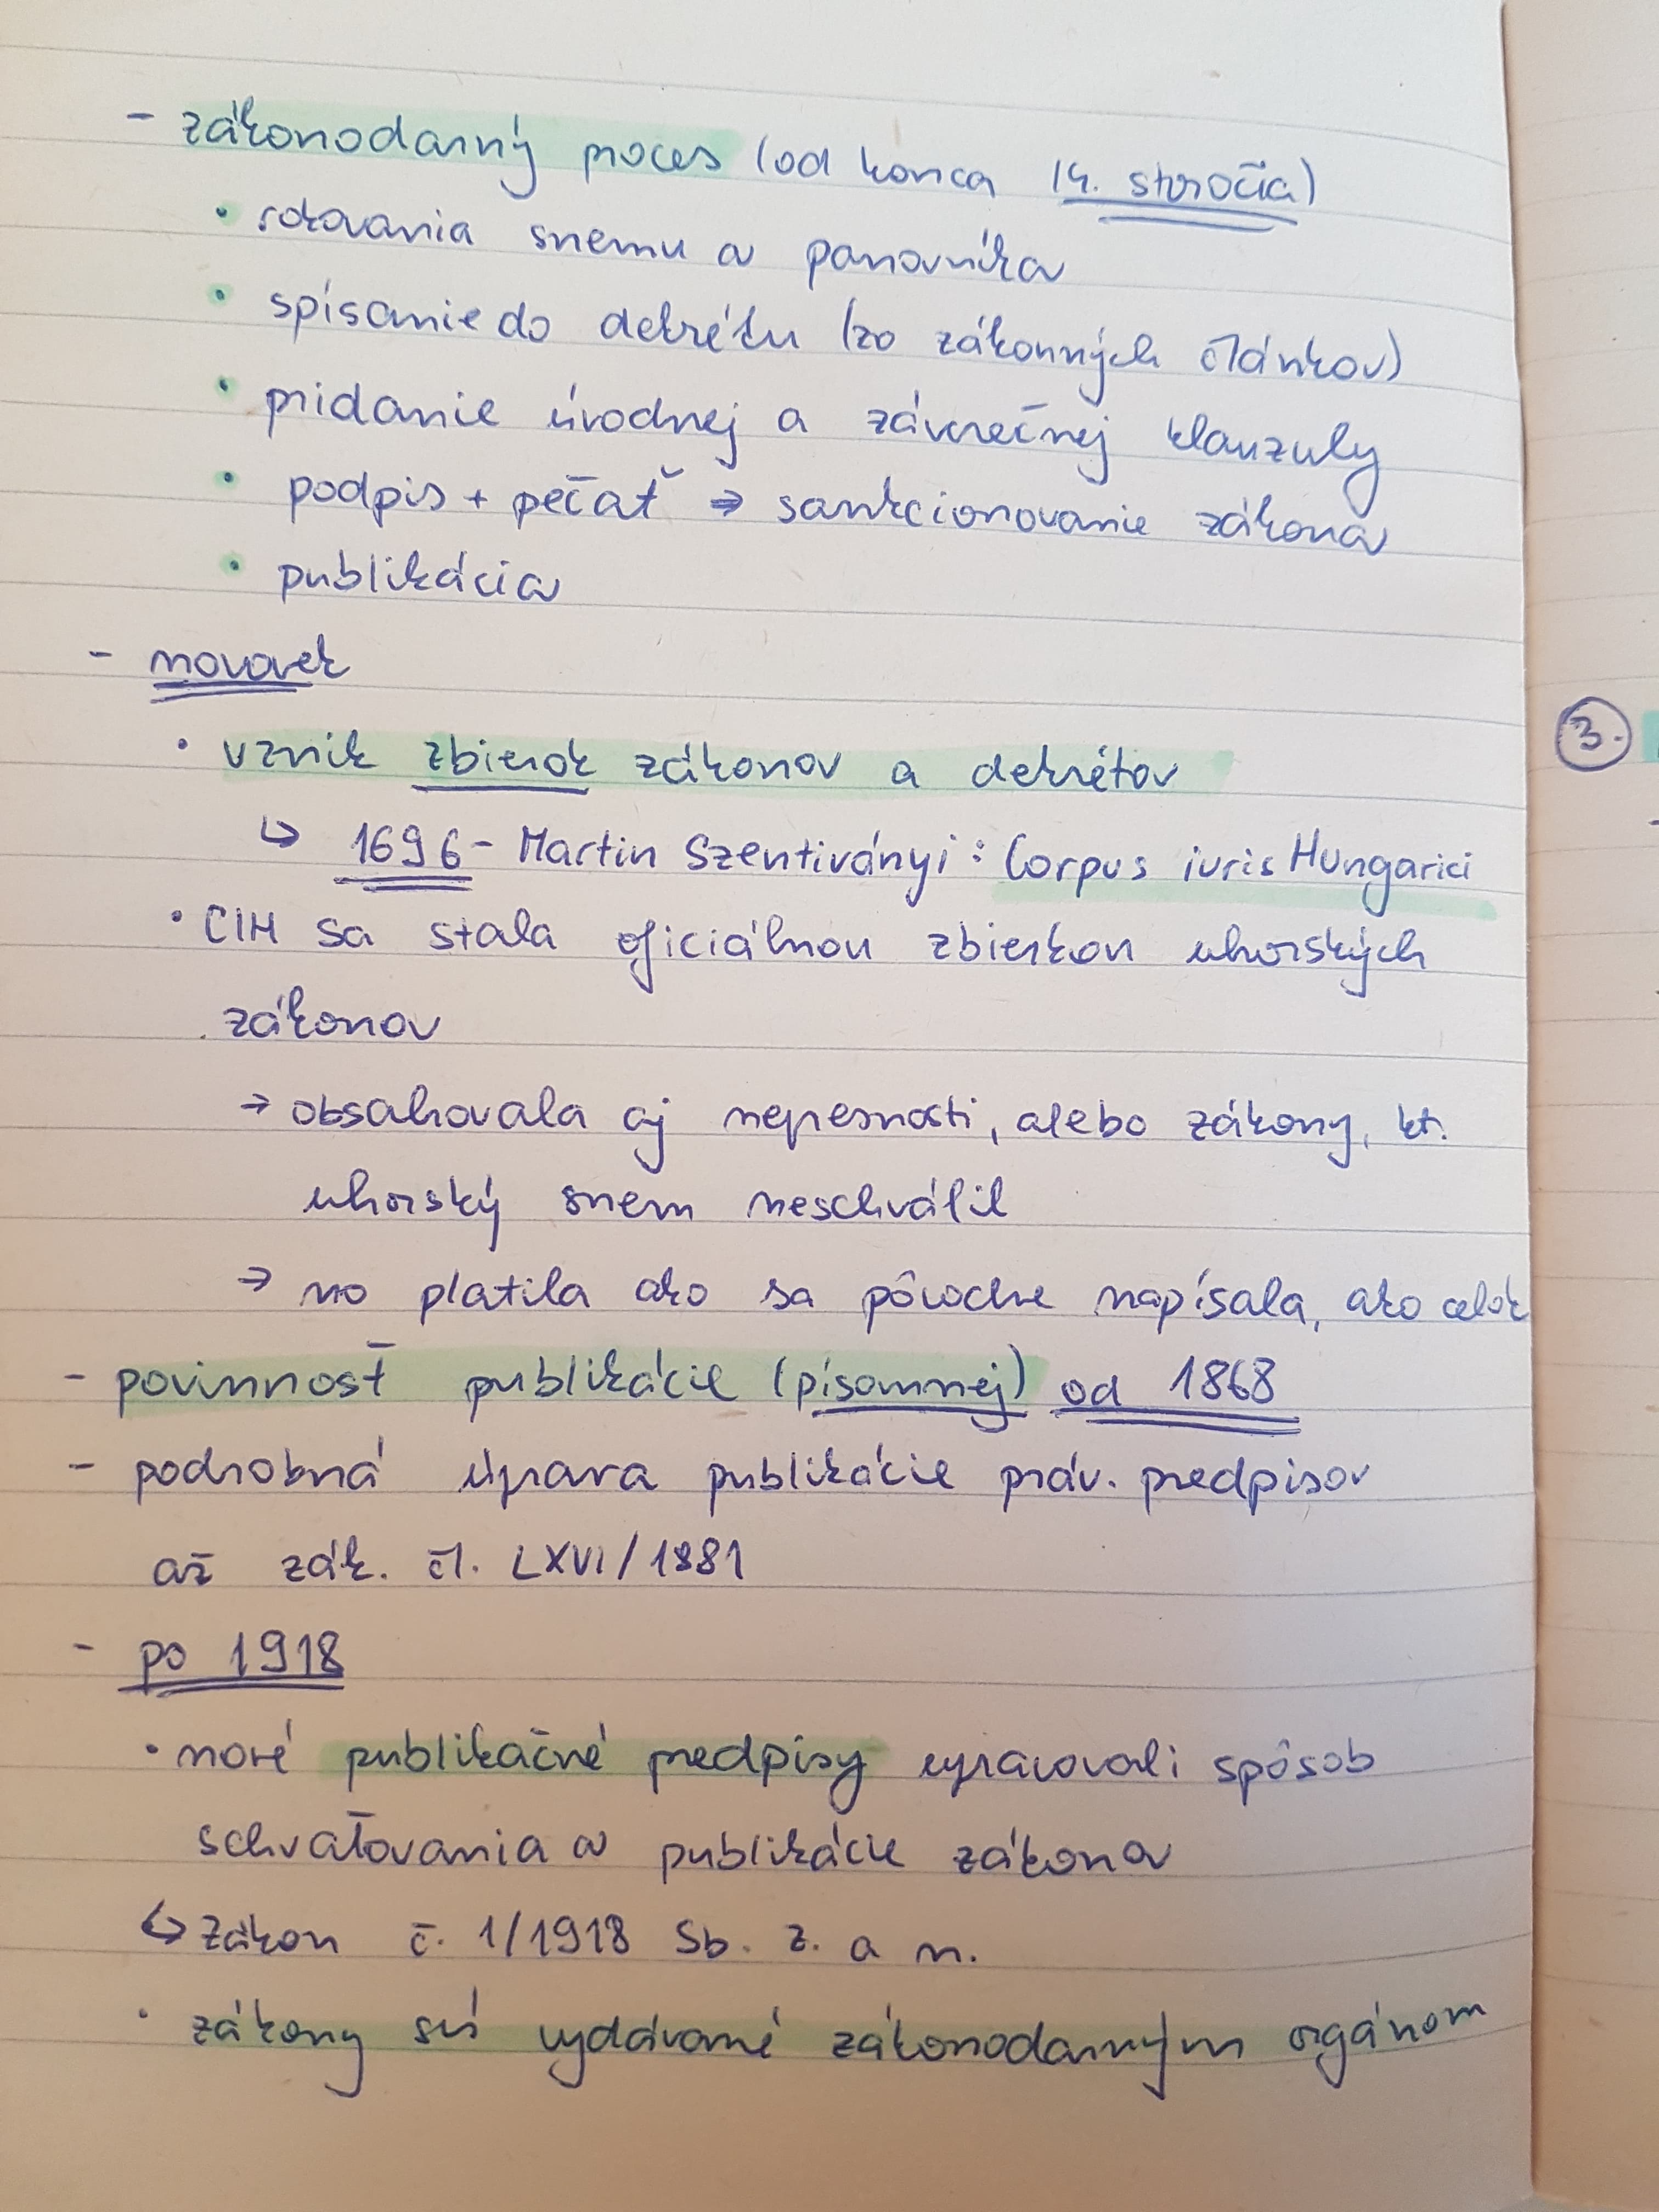 - zákonodarný proces (od konca 14. storočia)
• rokovania snemu a panovníka
• spísanie do dekrétu (zo zákonných článkov)
• pridanie úvodnej a záverečnej klauzuly
• podpis + pečať ⇒ sankcionovanie zákona
• publikácia
- novovek
• vznik zbierok zákonov a dekrétov
↳ 1696 - Martin Szentiványi: Corpus iuris Hungarici
• CIH sa stala oficiálnou zbierkou uhorských
zákonov
→ obsahovala aj nepresnosti, alebo zákony, kt.
uhorský snem neschválil
→ no platila ako sa pôvodne napísala, ako celok
- povinnosť publikácie (písomnej) od 1868
- podrobná úprava publikácie práv. predpisov
až zák. čl. LXVI/1881
- po 1918
• nové publikačné predpisy upracovali spôsob
schvaľovania a publikácie zákona
↳ Zákon č. 1/1918 Sb. z. a n.
• zákony sú vydávané zákonodarným orgánom
3.